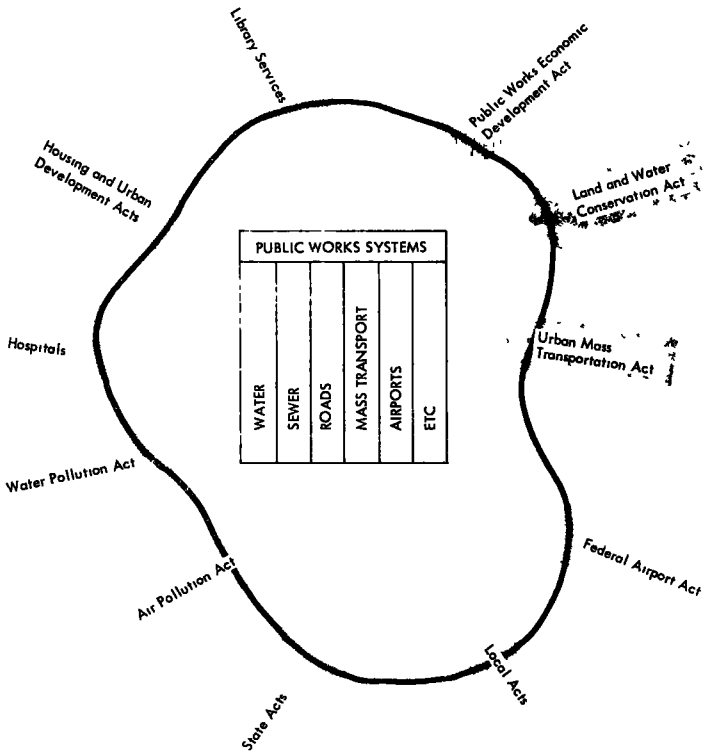 Library Services
Public Works Economic
Development Act
Housing and Urban
Development Acts
Land and Water
Conservation Act
PUBLIC WORKS SYSTEMS
WATER
SEWER
ROADS
MASS TRANSPORT
AIRPORTS
ETC
Hospitals
Urban Mass
Transportation Act
Water Pollution Act
Air Pollution Act
Federal Airport Act
Local Acts
State Acts